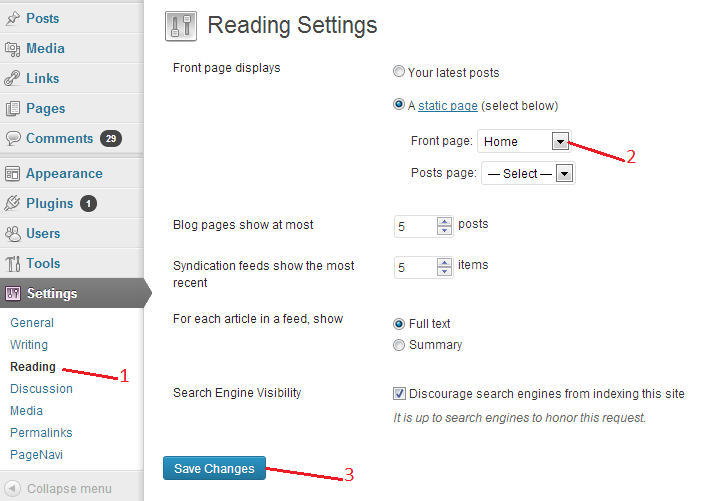 Posts
Media
Links
Pages
Comments 29
Appearance
Plugins 1
Users
Tools
Settings
General
Writing
Reading
1
Discussion
Media
Permalinks
PageNavi
Collapse menu
Reading Settings
Front page displays
Your latest posts
A static page (select below)
Front page: Home
2
Posts page: — Select —
Blog pages show at most 5 posts
Syndication feeds show the most
recent
5 items
For each article in a feed, show
Full text
Summary
Search Engine Visibility
Discourage search engines from indexing this site
It is up to search engines to honor this request.
Save Changes
3